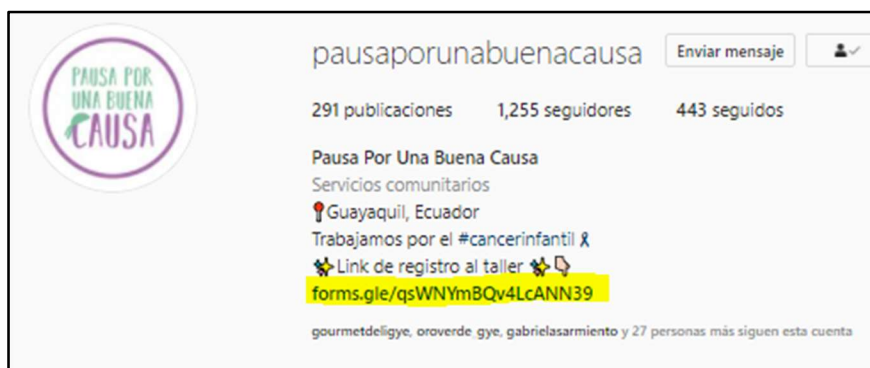 PAUSA POR
UNA BUENA
CAUSA
pausaporunabuenacausa Enviar mensaje
291 publicaciones 1,255 seguidores 443 seguidos
Pausa Por Una Buena Causa
Servicios comunitarios
📍Guayaquil, Ecuador
Trabajamos por el #cancerinfantil🎗
✨Link de registro al taller ✨👇🏻
forms.gle/qsWNYmBQv4LcANN39
gourmetdeligye, oroverde_gye, gabrielasarmiento y 27 personas más siguen esta cuenta